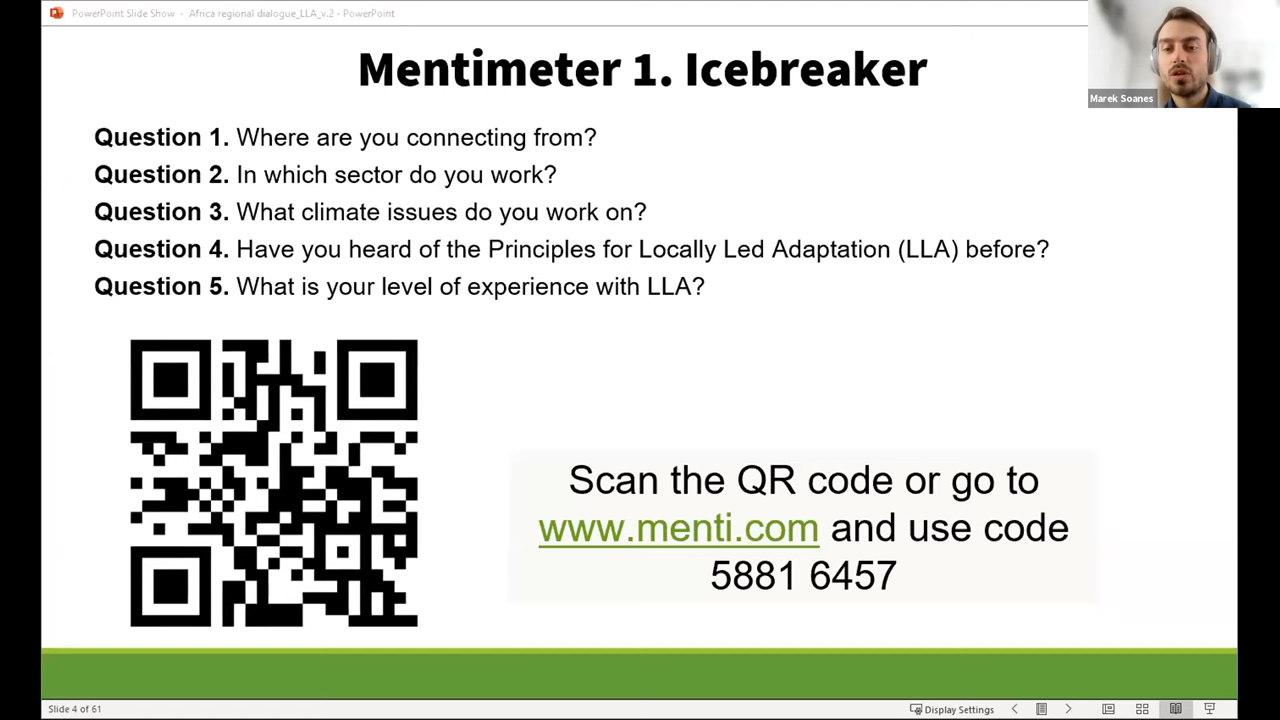 PowerPoint Slide Show - Africa regional dialogue_LLA_v.2 - PowerPoint
Mentimeter 1. Icebreaker
Marek Soanes
Question 1. Where are you connecting from?
Question 2. In which sector do you work?
Question 3. What climate issues do you work on?
Question 4. Have you heard of the Principles for Locally Led Adaptation (LLA) before?
Question 5. What is your level of experience with LLA?
Scan the QR code or go to
www.menti.com and use code
5881 6457
Slide 4 of 61
Display Settings